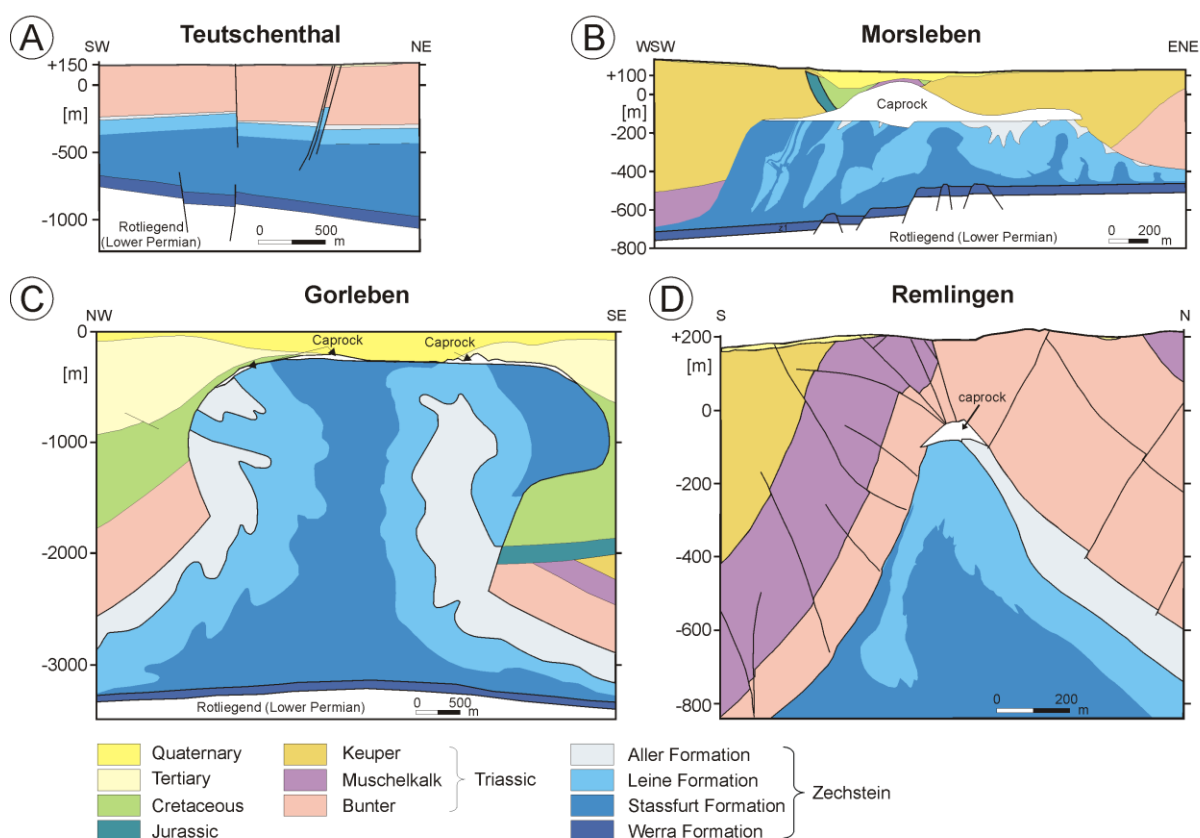 A
Teutschenthal
SW
NE
+150
0
[m]
-500
-1000
Rotliegend
(Lower Permian)
0
500
m
B
Morsleben
WSW
ENE
+100
0
[m]
-200
-400
-600
-800
Caprock
z1
Rotliegend (Lower Permian)
0
200
m
C
Gorleben
NW
SE
0
[m]
-1000
-2000
-3000
Caprock
Caprock
Rotliegend (Lower Permian)
0
500
m
D
Remlingen
S
N
+200
[m]
0
-200
-400
-600
-800
caprock
0
200
m
Quaternary
Tertiary
Cretaceous
Jurassic
Keuper
Muschelkalk
Bunter
Triassic
Aller Formation
Leine Formation
Stassfurt Formation
Werra Formation
Zechstein